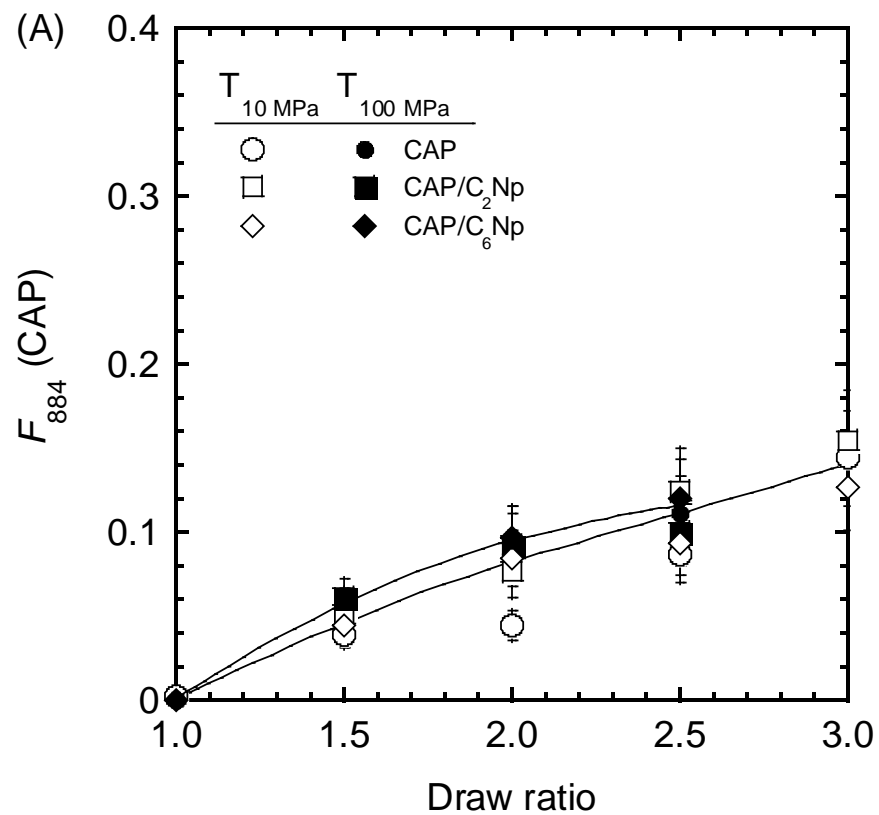 (A)
0.4
0.3
0.2
0.1
0
F884 (CAP)
T10 MPa T100 MPa
CAP
CAP/C2Np
CAP/C6Np
1.0 1.5 2.0 2.5 3.0
Draw ratio